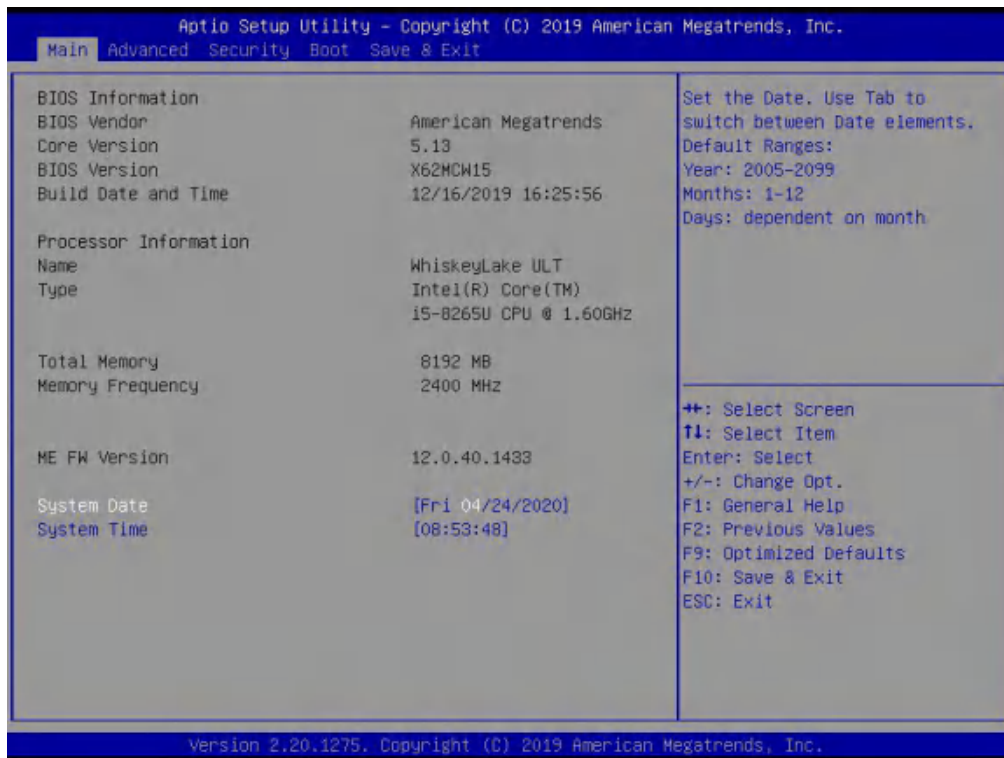 Aptio Setup Utility - Copyright (C) 2019 American Megatrends, Inc.
Main Advanced Security Boot Save & Exit
BIOS Information
BIOS Vendor American Megatrends
Core Version 5.13
BIOS Version X62MCW15
Build Date and Time 12/16/2019 16:25:56
Processor Information
Name WhiskeyLake ULT
Type Intel(R) Core(TM)
i5-8265U CPU @ 1.60GHz
Total Memory 8192 MB
Memory Frequency 2400 MHz
ME FW Version 12.0.40.1433
System Date [Fri 04/24/2020]
System Time [08:53:48]
Set the Date. Use Tab to
switch between Date elements.
Default Ranges:
Year: 2005-2099
Months: 1-12
Days: dependent on month
→←: Select Screen
↑↓: Select Item
Enter: Select
+/-: Change Opt.
F1: General Help
F2: Previous Values
F9: Optimized Defaults
F10: Save & Exit
ESC: Exit
Version 2.20.1275. Copyright (C) 2019 American Megatrends, Inc.